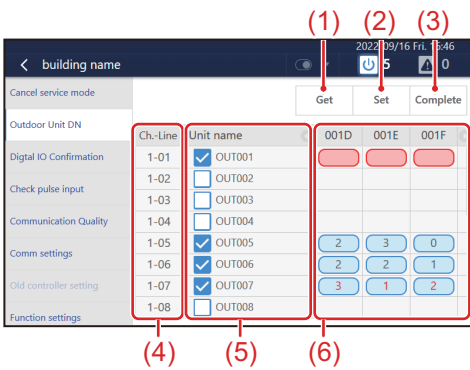 (1) (2) (3)
2022/09/16 Fri. 16:46
building name 5 0
Cancel service mode
Get Set Complete
Outdoor Unit DN
Ch.-Line Unit name 001D 001E 001F
Digtal IO Confirmation
1-01 OUT001
1-02 OUT002
Check pulse input
1-03 OUT003
Communication Quality
1-04 OUT004
1-05 OUT005 2 3 0
Comm settings
1-06 OUT006 2 2 1
Old controller setting
1-07 OUT007 3 1 2
1-08 OUT008
Function settings
(4) (5) (6)